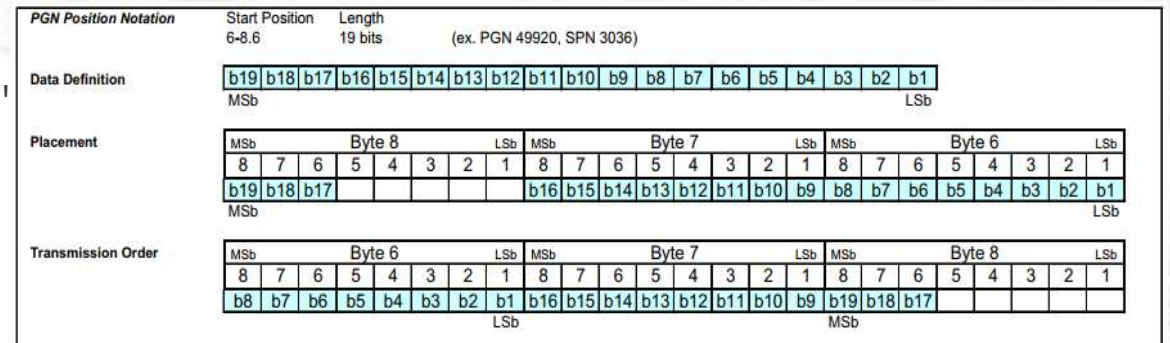 PGN Position Notation Start Position Length
6-8.6 19 bits (ex. PGN 49920, SPN 3036)
Data Definition b19 b18 b17 b16 b15 b14 b13 b12 b11 b10 b9 b8 b7 b6 b5 b4 b3 b2 b1
MSb LSb
Placement MSb Byte 8 LSb MSb Byte 7 LSb MSb Byte 6 LSb
8 7 6 5 4 3 2 1 8 7 6 5 4 3 2 1 8 7 6 5 4 3 2 1
b19 b18 b17 b16 b15 b14 b13 b12 b11 b10 b9 b8 b7 b6 b5 b4 b3 b2 b1
MSb LSb
Transmission Order MSb Byte 6 LSb MSb Byte 7 LSb MSb Byte 8 LSb
8 7 6 5 4 3 2 1 8 7 6 5 4 3 2 1 8 7 6 5 4 3 2 1
b8 b7 b6 b5 b4 b3 b2 b1 b16 b15 b14 b13 b12 b11 b10 b9 b19 b18 b17
LSb MSb